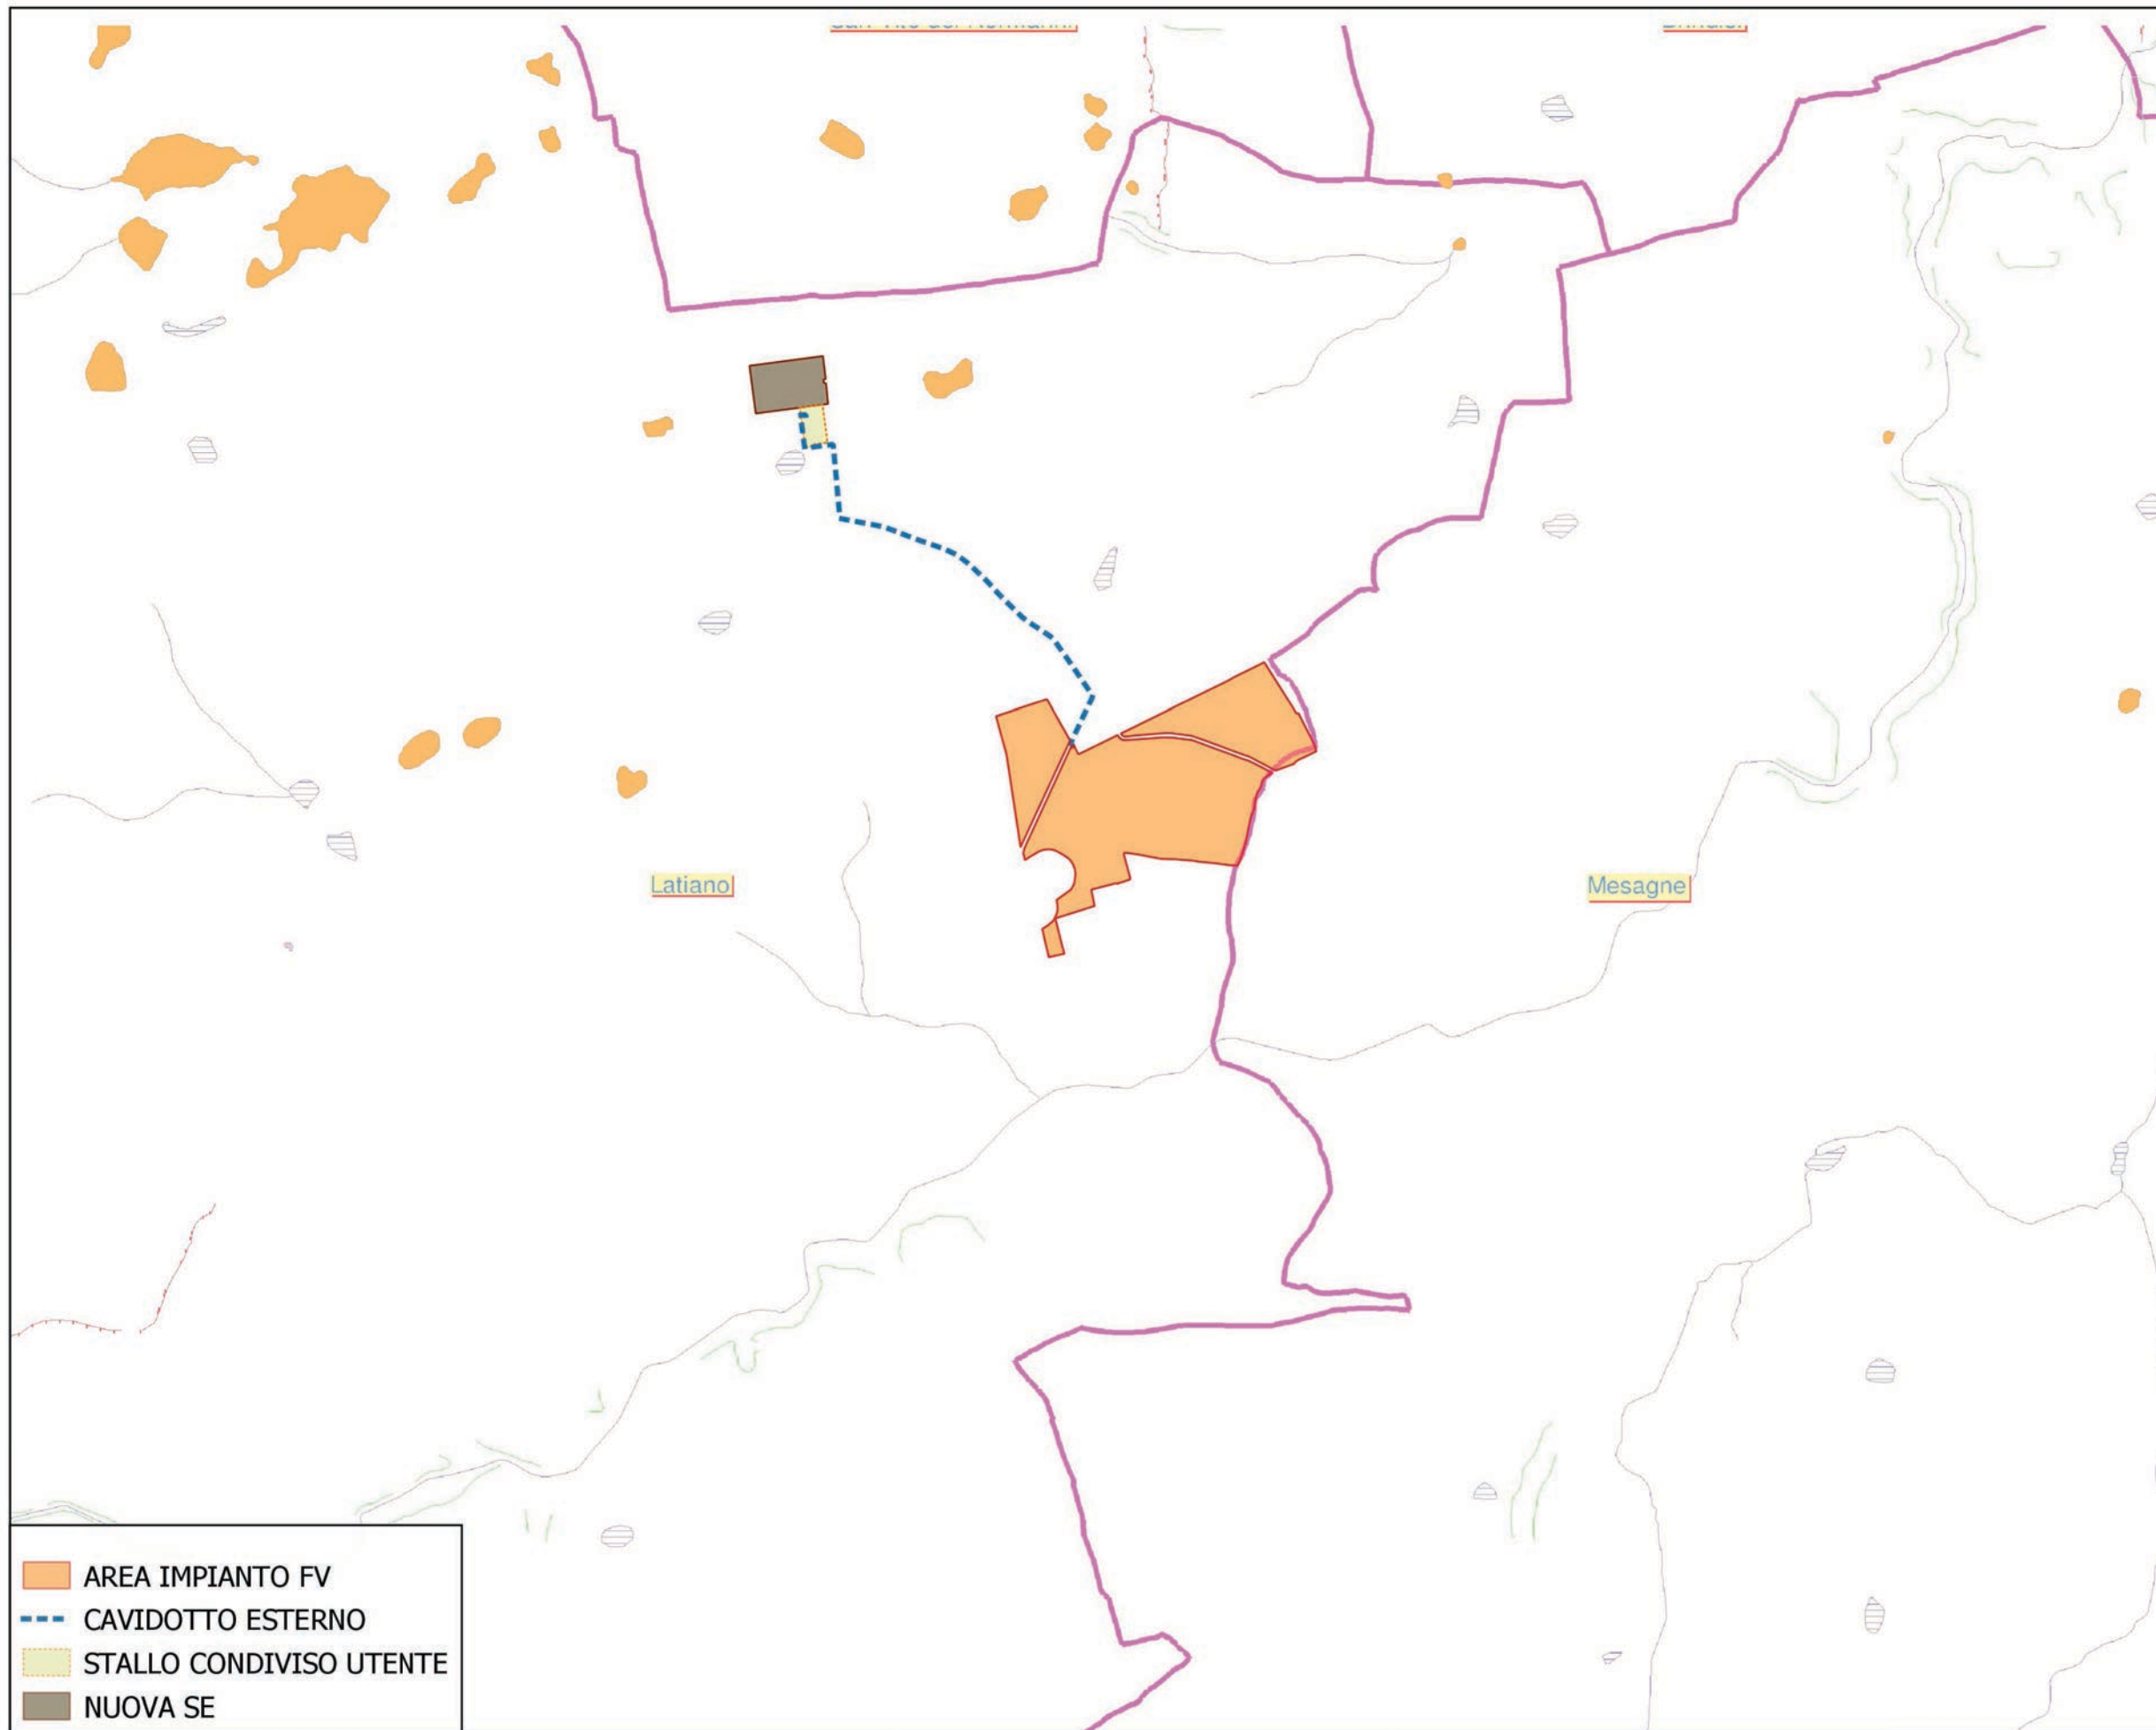 Latiano
Mesagne
AREA IMPIANTO FV
CAVIDOTTO ESTERNO
STALLO CONDIVISO UTENTE
NUOVA SE